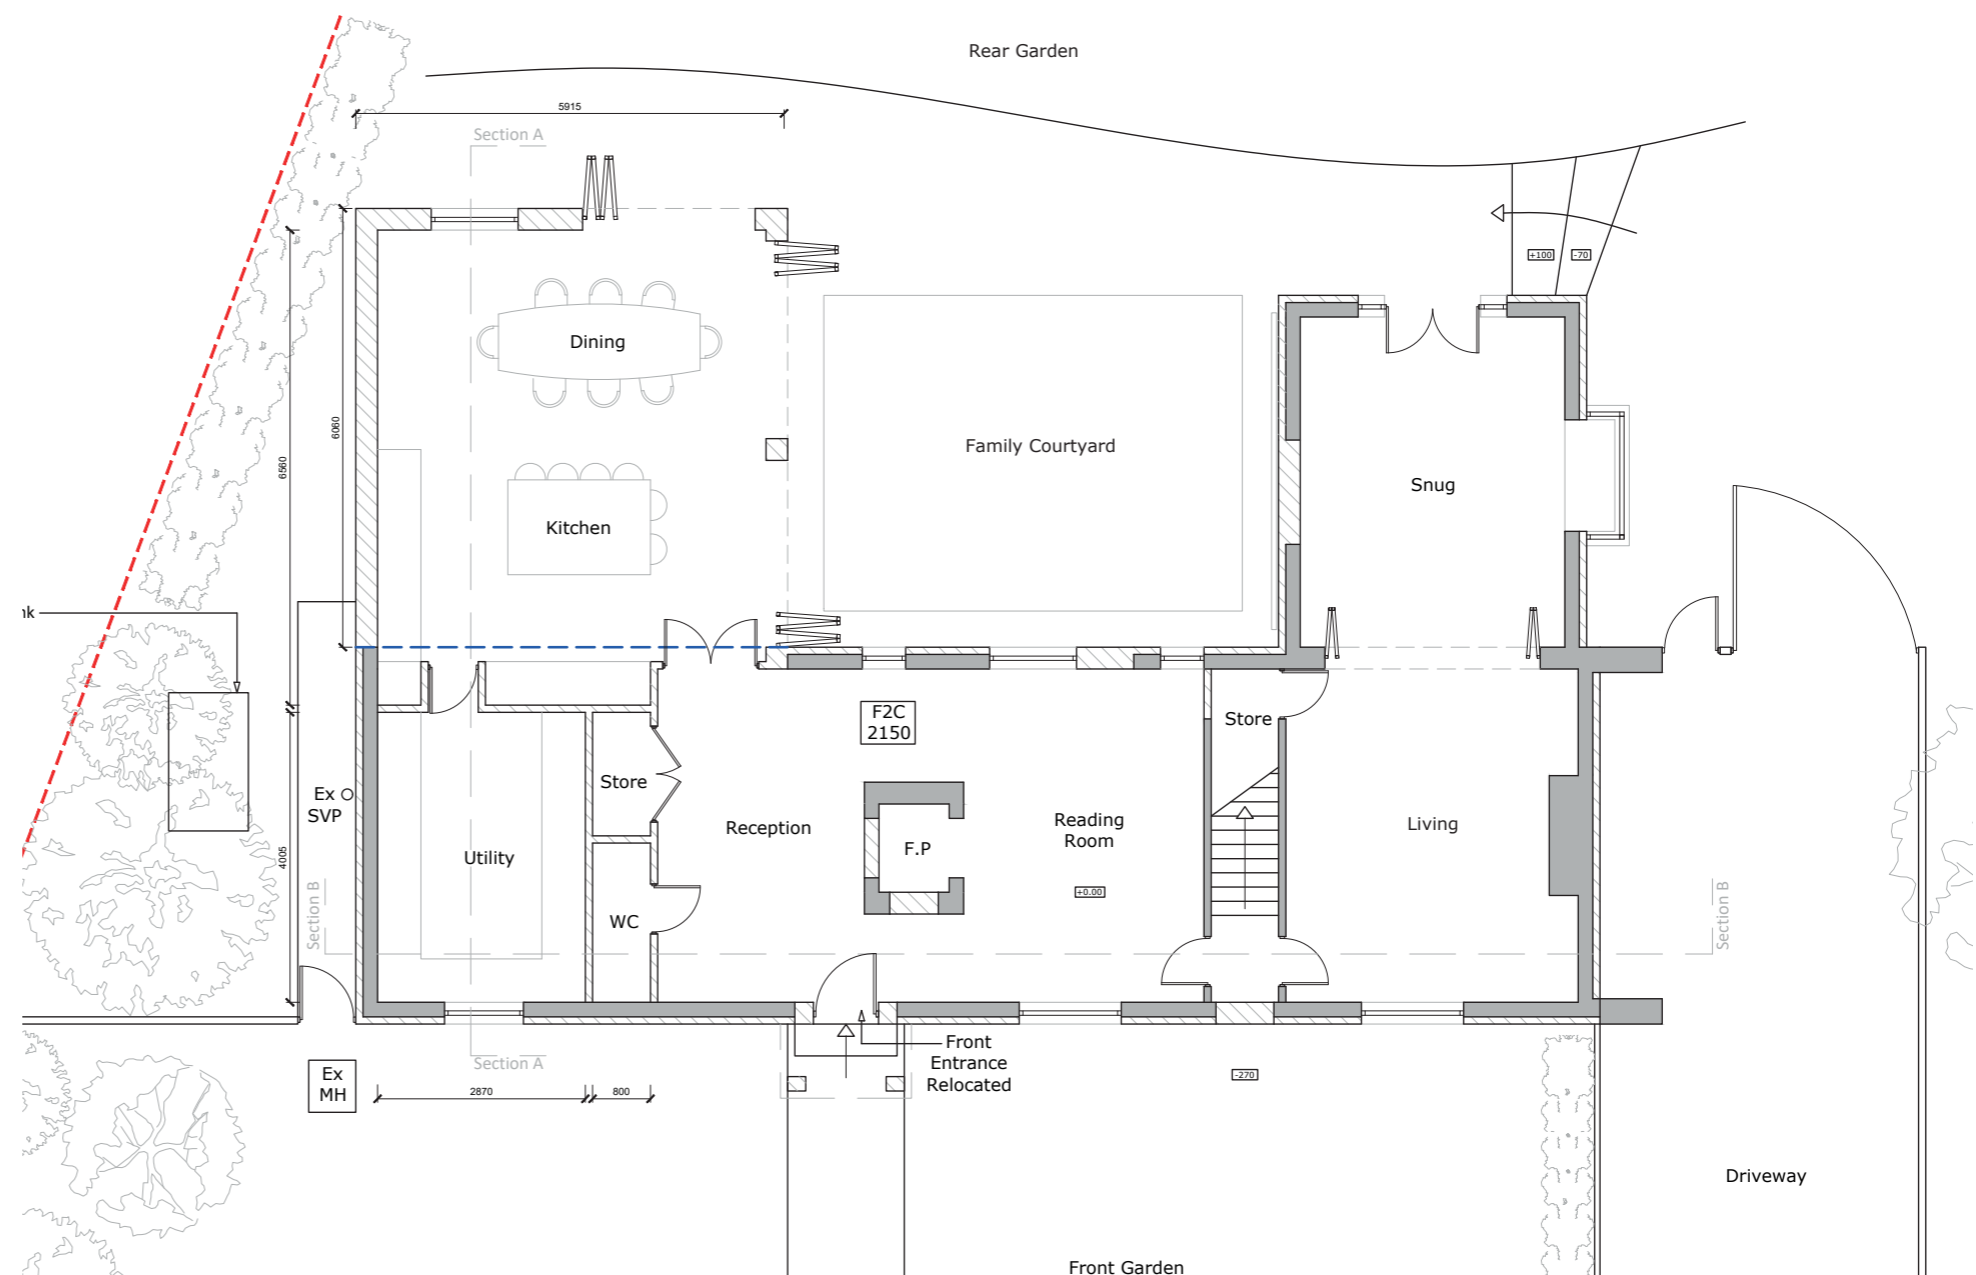 Rear Garden
5915
Section A
+100
-70
Dining
6060
6560
Family Courtyard
Snug
Kitchen
nk
F2C
2150
Store
Store
Ex
SVP
Reception
Reading
Room
Living
F.P
Utility
4005
+0.00
WC
Section B
Section B
Front
Entrance
Relocated
Section A
Ex
MH
2870
800
-270
Driveway
Front Garden